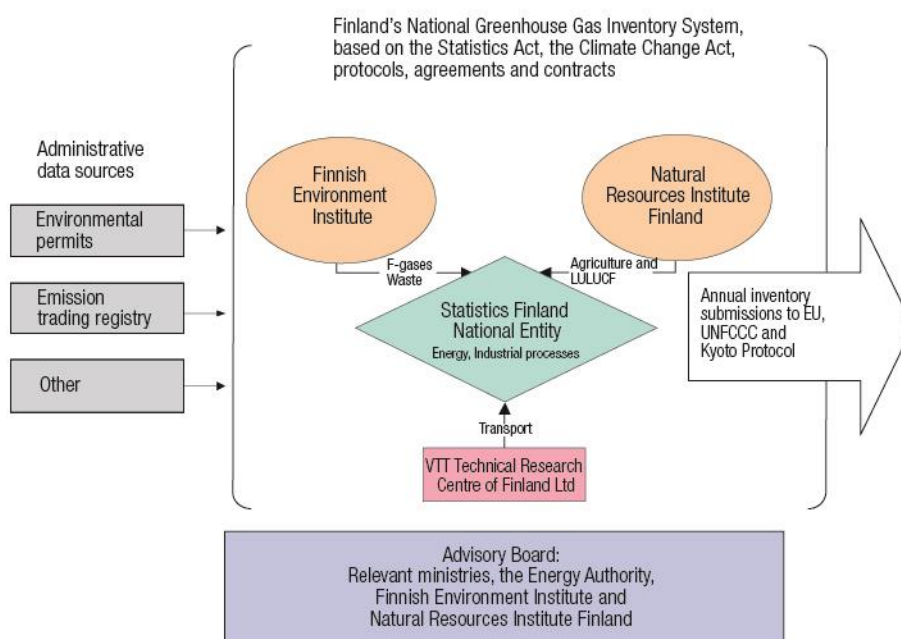 Finland's National Greenhouse Gas Inventory System,
based on the Statistics Act, the Climate Change Act,
protocols, agreements and contracts
Administrative
data sources
Environmental
permits
Emission
trading registry
Other
Finnish
Environment
Institute
Natural
Resources Institute
Finland
F-gases
Waste
Agriculture and
LULUCF
Statistics Finland
National Entity
Energy, Industrial processes
Transport
VTT Technical Research
Centre of Finland Ltd
Annual inventory
submissions to EU,
UNFCCC and
Kyoto Protocol
Advisory Board:
Relevant ministries, the Energy Authority,
Finnish Environment Institute and
Natural Resources Institute Finland